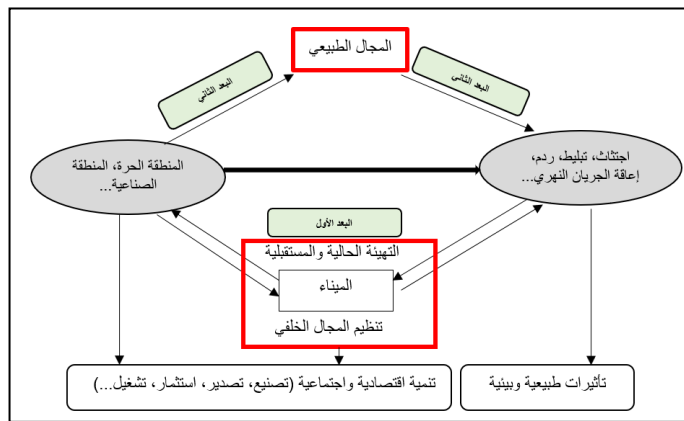 المجال الطبيعي
البعد الثاني
البعد الثاني
اجتثاث، تبليط، ردم،
إعاقة الجريان النهري...
المنطقة الحرة، المنطقة
الصناعية...
البعد الأول
التهيئة الحالية والمستقبلية
الميناء
تنظيم المجال الخلفي
تأثيرات طبيعية وبيئية
تنمية اقتصادية واجتماعية (تصنيع، تصدير، استثمار، تشغيل...)